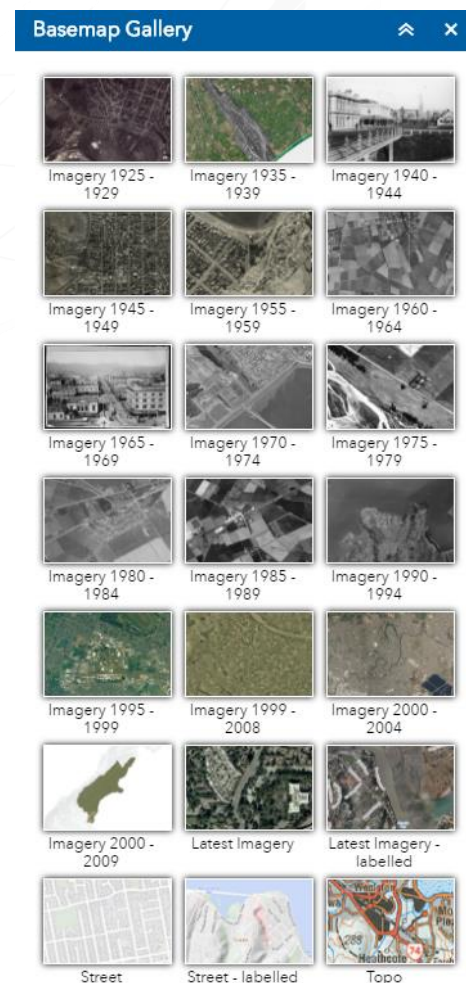 Basemap Gallery
Imagery 1925 -
1929
Imagery 1935 -
1939
Imagery 1940 -
1944
Imagery 1945 -
1949
Imagery 1955 -
1959
Imagery 1960 -
1964
Imagery 1965 -
1969
Imagery 1970 -
1974
Imagery 1975 -
1979
Imagery 1980 -
1984
Imagery 1985 -
1989
Imagery 1990 -
1994
Imagery 1995 -
1999
Imagery 1999 -
2008
Imagery 2000 -
2004
Imagery 2000 -
2009
Latest Imagery
Latest Imagery -
labelled
288
74
Heathcote
Street
Street - labelled
Topo